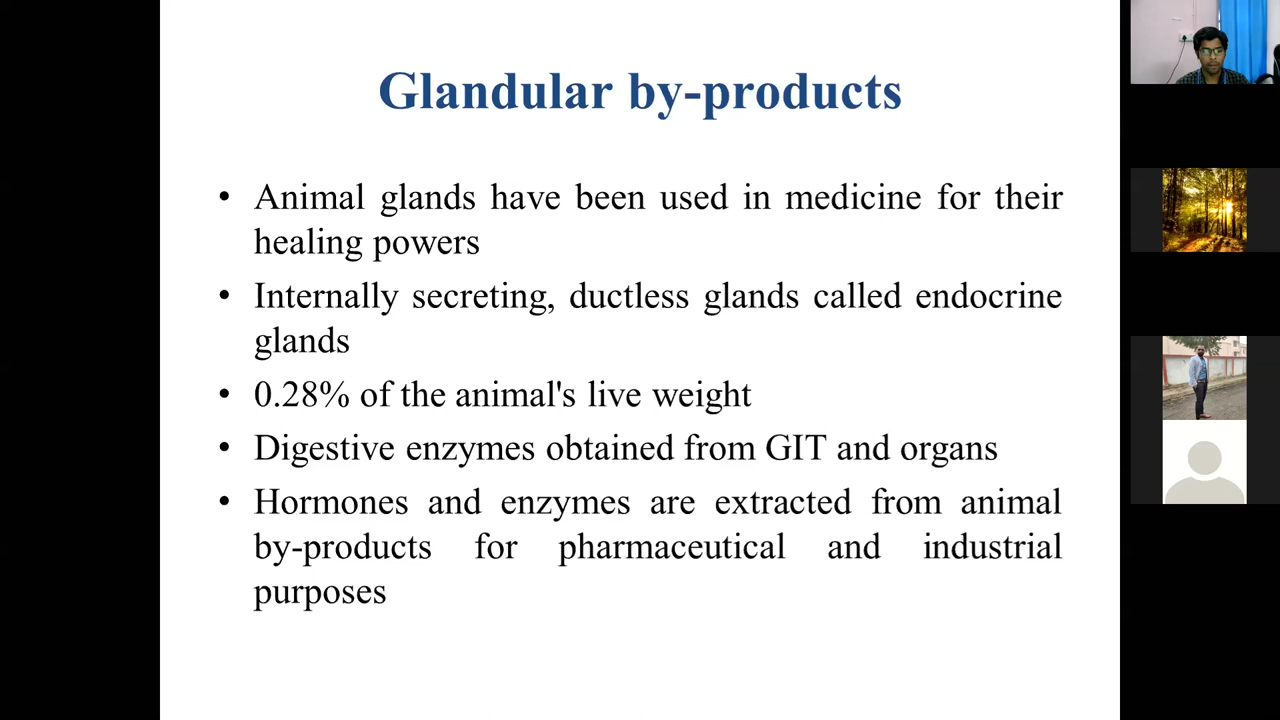 Glandular by-products
• Animal glands have been used in medicine for their
healing powers
• Internally secreting, ductless glands called endocrine
glands
• 0.28% of the animal's live weight
• Digestive enzymes obtained from GIT and organs
• Hormones and enzymes are extracted from animal
by-products for pharmaceutical and industrial
purposes